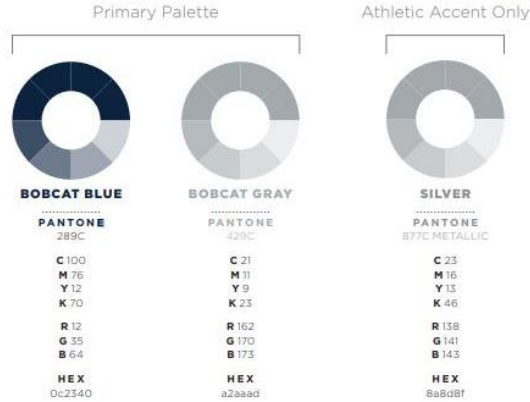 Primary Palette
Athletic Accent Only
BOBCAT BLUE
PANTONE
289C
C 100
M 76
Y 12
K 70
R 12
G 35
B 64
HEX
0c2340
BOBCAT GRAY
PANTONE
429C
C 21
M 11
Y 9
K 23
R 162
G 170
B 173
HEX
a2aaad
SILVER
PANTONE
877C METALLIC
C 23
M 16
Y 13
K 46
R 138
G 141
B 143
HEX
8a8d8f